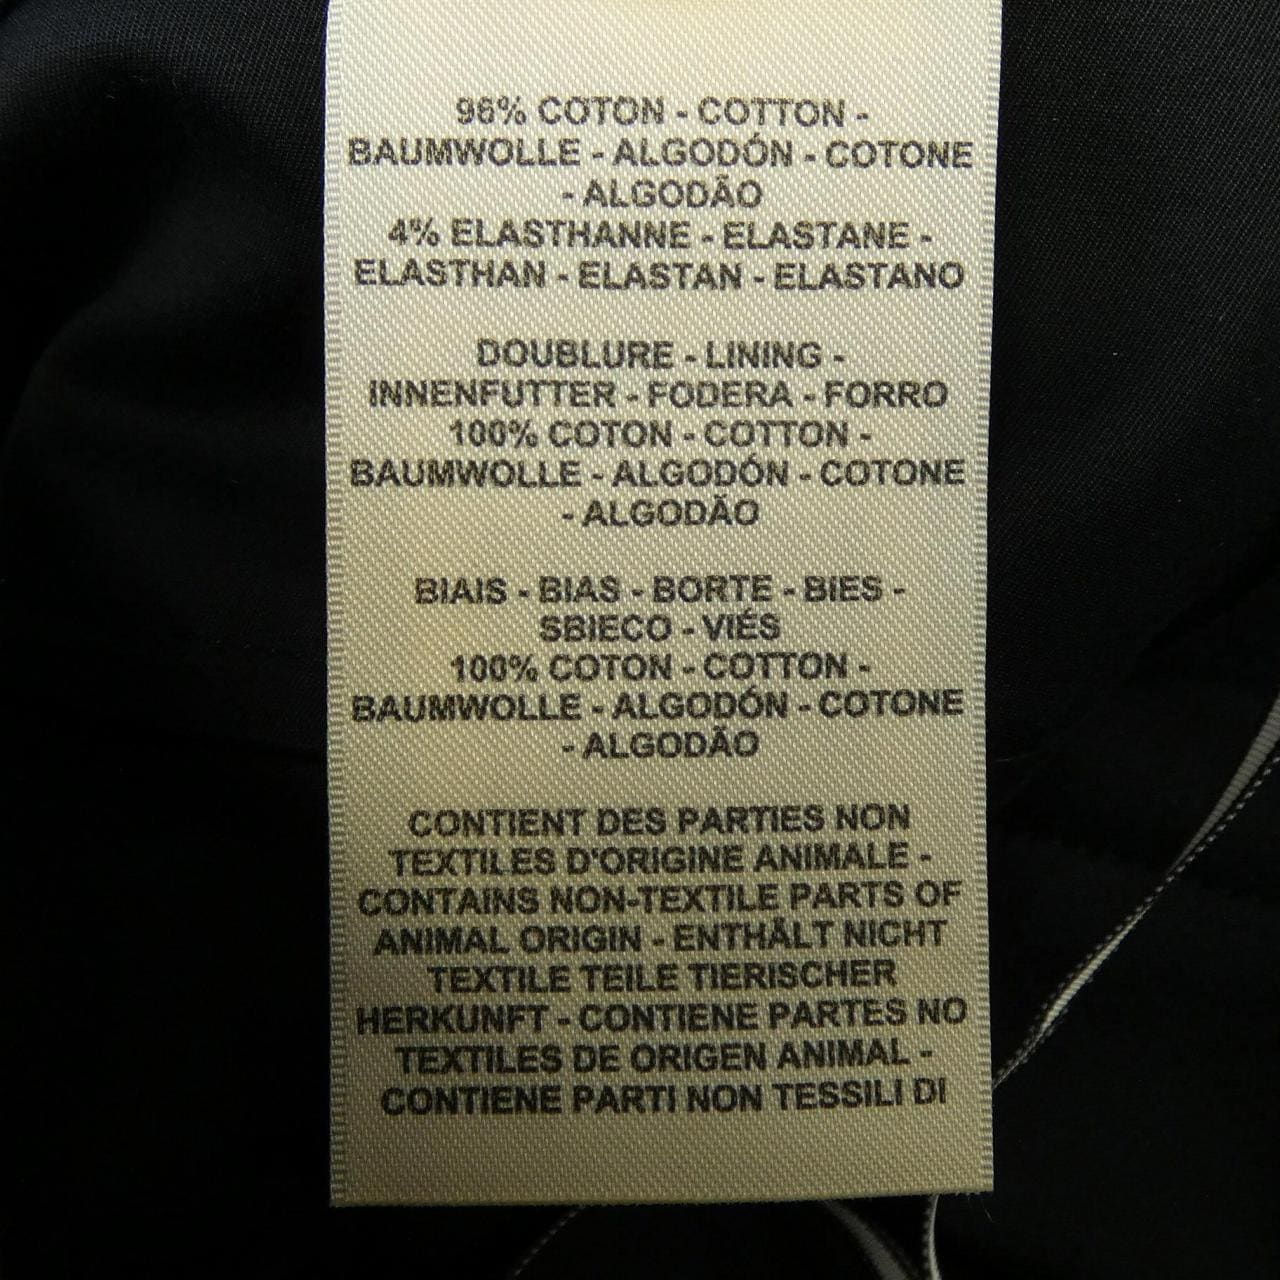 96% COTON - COTTON -
BAUMWOLLE - ALGODÓN - COTONE
- ALGODÃO
4% ELASTHANNE - ELASTANE -
ELASTHAN - ELASTAN - ELASTANO
DOUBLURE - LINING -
INNENFUTTER - FODERA - FORRO
100% COTON - COTTON -
BAUMWOLLE - ALGODÓN - COTONE
- ALGODÃO
BIAIS - BIAS - BORTE - BIES -
SBIECO - VIÉS
100% COTON - COTTON -
BAUMWOLLE - ALGODÓN - COTONE
- ALGODÃO
CONTIENT DES PARTIES NON
TEXTILES D'ORIGINE ANIMALE -
CONTAINS NON-TEXTILE PARTS OF
ANIMAL ORIGIN - ENTHÄLT NICHT
TEXTILE TEILE TIERISCHER
HERKUNFT - CONTIENE PARTES NO
TEXTILES DE ORIGEN ANIMAL -
CONTIENE PARTI NON TESSILI DI